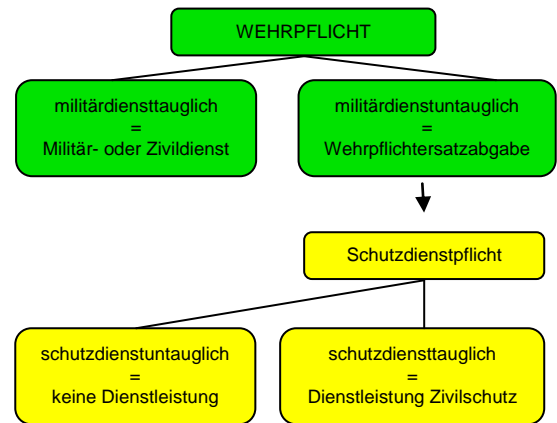 WEHRPFLICHT
militärdiensttauglich
=
Militär- oder Zivildienst
militärdienstuntauglich
=
Wehrpflichtersatzabgabe
Schutzdienstpflicht
schutzdienstuntauglich
=
keine Dienstleistung
schutzdiensttauglich
=
Dienstleistung Zivilschutz